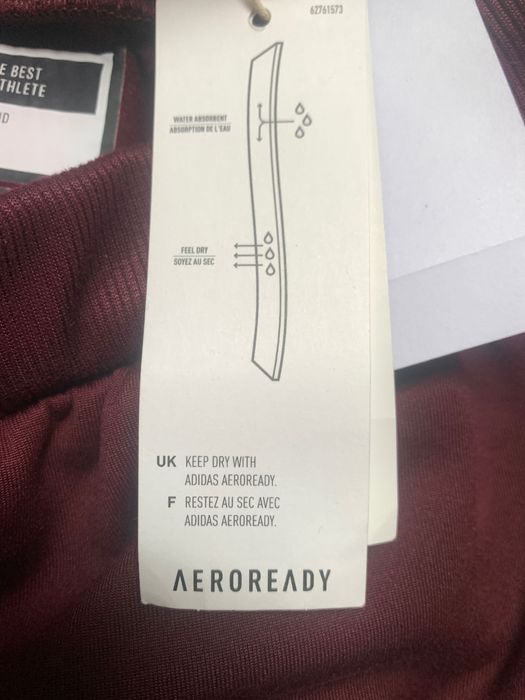 62761573
E BEST
THLETE
ID
WATER ABSORBENT
ABSORPTION DE L'EAU
FEEL DRY
SOYEZ AU SEC
UK KEEP DRY WITH
ADIDAS AEROREADY.
F RESTEZ AU SEC AVEC
ADIDAS AEROREADY.
AEROREADY